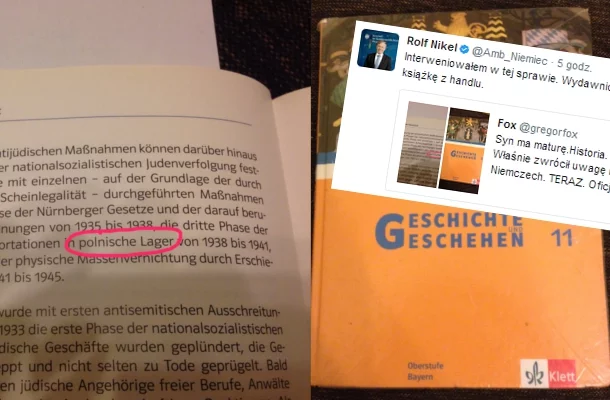 ntijüdischen Maßnahmen können darüber hinaus
er nationalsozialistischen Judenverfolgung fest-
e mit einzelnen – auf der Grundlage der durch
Scheinlegalität – durchgeführten Maßnahmen
ase der Nürnberger Gesetze und der darauf beru-
nungen von 1935 bis 1938, die dritte Phase der
ortationen in polnische Lager von 1938 bis 1941,
er physische Massenvernichtung durch Erschie-
41 bis 1945.
wurde mit ersten antisemitischen Ausschreitun-
1933 die erste Phase der nationalsozialistischen
dische Geschäfte wurden geplündert, die Ge-
eppt und nicht selten zu Tode geprügelt. Bald
en jüdische Angehörige freier Berufe, Anwälte
Rolf Nikel @Amb_Niemiec · 5 godz.
Interweniowałem w tej sprawie. Wydawnic
książkę z handlu.
Fox @gregorfox
Syn ma maturę.Historia.
Właśnie zwrócił uwagę
Niemczech. TERAZ. Oficj
GESCHICHTE
UND
GESCHEHEN 11
Oberstufe
Bayern
Klett